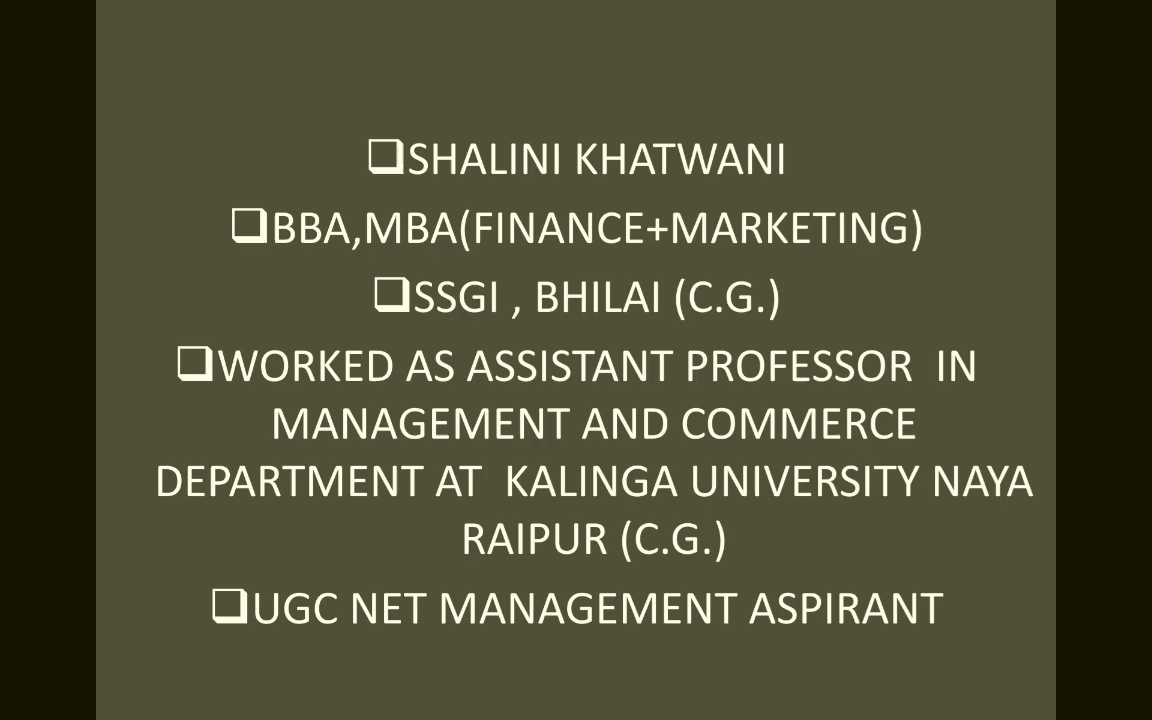 ❑SHALINI KHATWANI
❑BBA,MBA(FINANCE+MARKETING)
❑SSGI , BHILAI (C.G.)
❑WORKED AS ASSISTANT PROFESSOR  IN
MANAGEMENT AND COMMERCE
DEPARTMENT AT  KALINGA UNIVERSITY NAYA
RAIPUR (C.G.)
❑UGC NET MANAGEMENT ASPIRANT